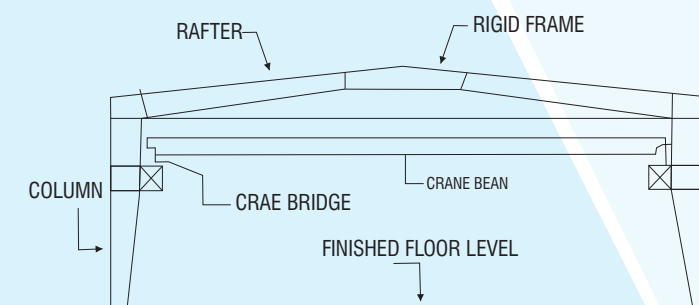 RAFTER
RIGID FRAME
COLUMN
CRAE BRIDGE
CRANE BEAN
FINISHED FLOOR LEVEL